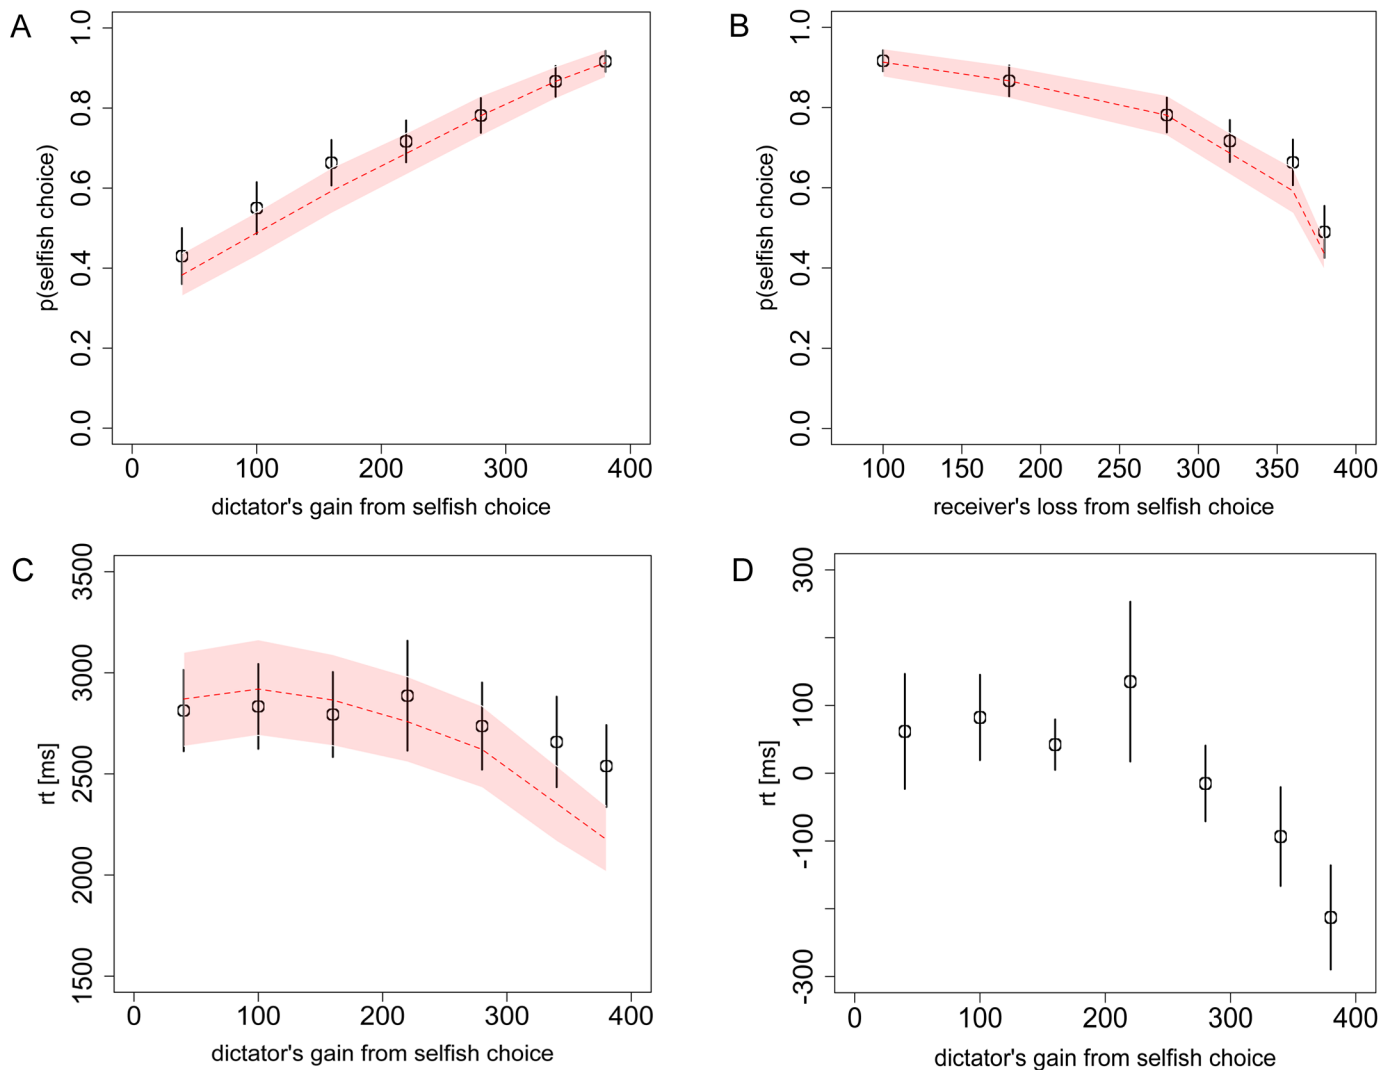 A
p(selfish choice)
1.0
0.8
0.6
0.4
0.2
0.0
0 100 200 300 400
dictator's gain from selfish choice
B
p(selfish choice)
1.0
0.8
0.6
0.4
0.2
0.0
100 150 200 250 300 350 400
receiver's loss from selfish choice
C
rt [ms]
3500
3000
2500
2000
1500
0 100 200 300 400
dictator's gain from selfish choice
D
rt [ms]
300
100
0
-100
-300
0 100 200 300 400
dictator's gain from selfish choice